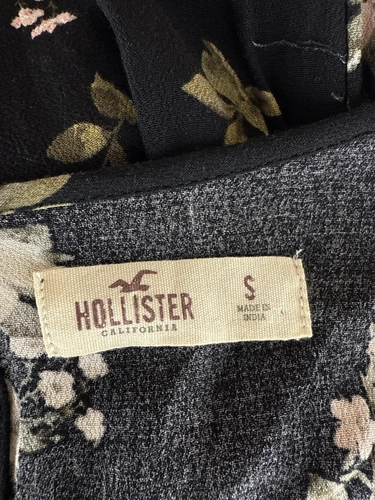 HOLLISTER
CALIFORNIA
S
MADE IN
INDIA